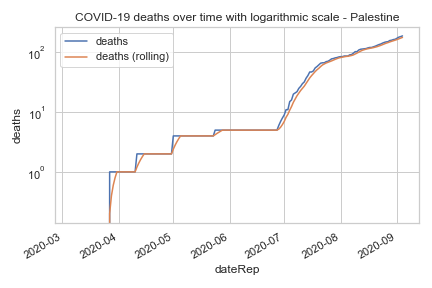 COVID-19 deaths over time with logarithmic scale - Palestine
deaths
deaths (rolling)
10²
10¹
10⁰
deaths
2020-03
2020-04
2020-05
2020-06
2020-07
2020-08
2020-09
dateRep